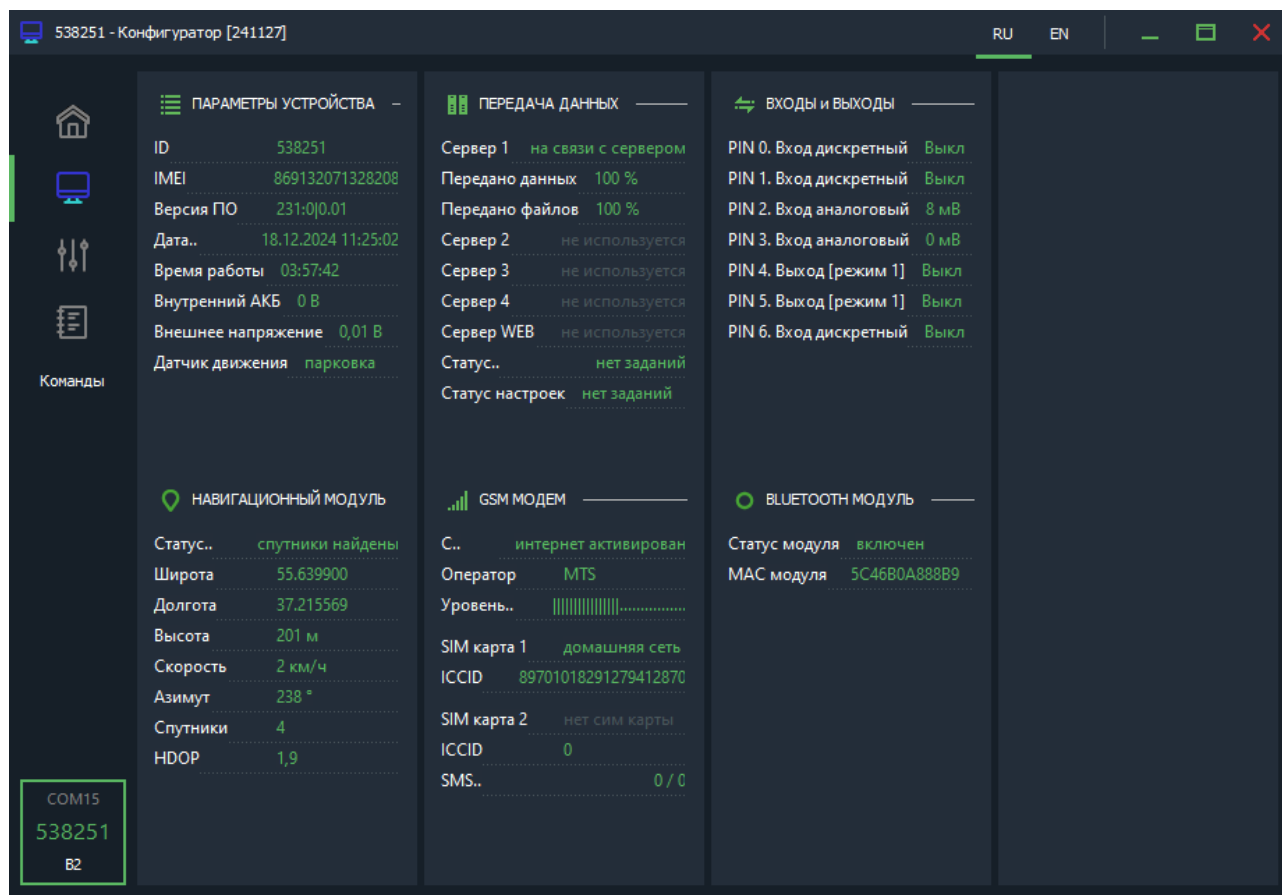 538251 - Конфигуратор [241127]
RU EN
ПАРАМЕТРЫ УСТРОЙСТВА
ID 538251
IMEI 869132071328208
Версия ПО 231:0|0.01
Дата.. 18.12.2024 11:25:02
Время работы 03:57:42
Внутренний АКБ 0 В
Внешнее напряжение 0,01 В
Датчик движения парковка
ПЕРЕДАЧА ДАННЫХ
Сервер 1 на связи с сервером
Передано данных 100 %
Передано файлов 100 %
Сервер 2 не используется
Сервер 3 не используется
Сервер 4 не используется
Сервер WEB не используется
Статус.. нет заданий
Статус настроек нет заданий
ВХОДЫ и ВЫХОДЫ
PIN 0. Вход дискретный Выкл
PIN 1. Вход дискретный Выкл
PIN 2. Вход аналоговый 8 мВ
PIN 3. Вход аналоговый 0 мВ
PIN 4. Выход [режим 1] Выкл
PIN 5. Выход [режим 1] Выкл
PIN 6. Вход дискретный Выкл
Команды
НАВИГАЦИОННЫЙ МОДУЛЬ
Статус.. спутники найдены
Широта 55.639900
Долгота 37.215569
Высота 201 м
Скорость 2 км/ч
Азимут 238 °
Спутники 4
HDOP 1,9
GSM МОДЕМ
С.. интернет активирован
Оператор MTS
Уровень.. ||||||||||||||||................
SIM карта 1 домашняя сеть
ICCID 89701018291279412870
SIM карта 2 нет сим карты
ICCID 0
SMS.. 0 / 0
BLUETOOTH МОДУЛЬ
Статус модуля включен
MAC модуля 5C46B0A888B9
COM15
538251
B2